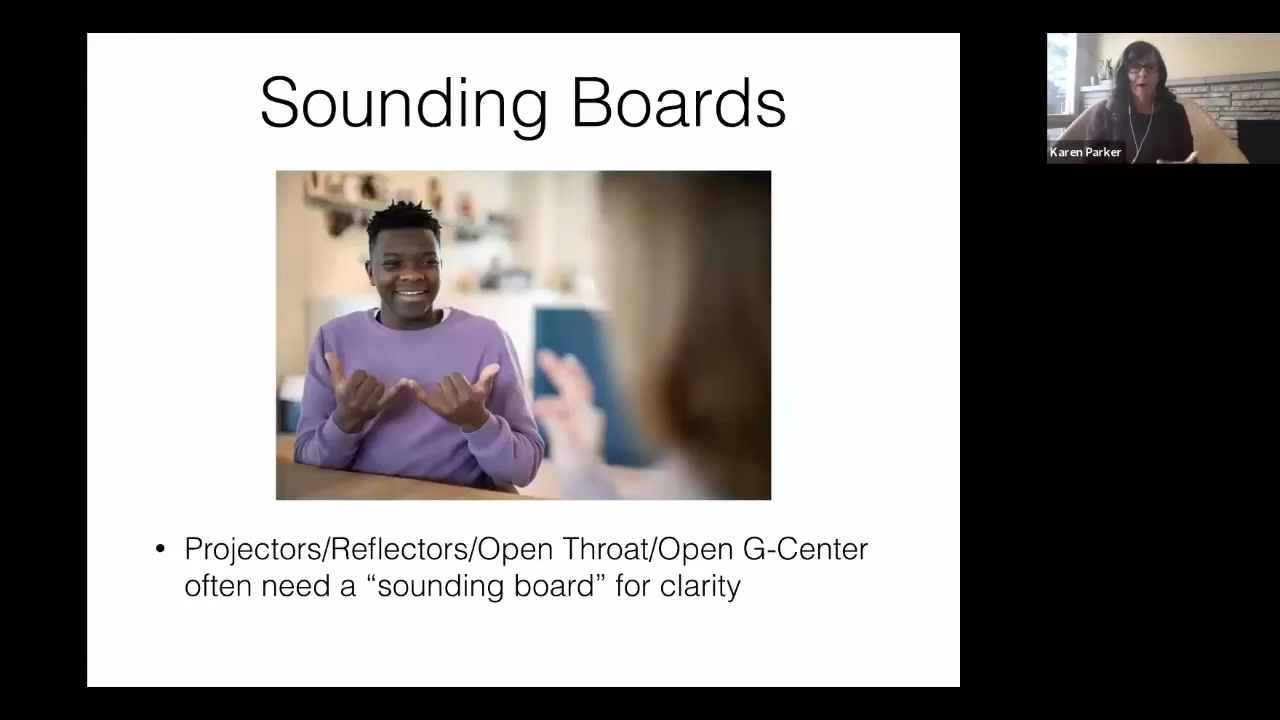 Sounding Boards
Karen Parker
• Projectors/Reflectors/Open Throat/Open G-Center
often need a “sounding board” for clarity